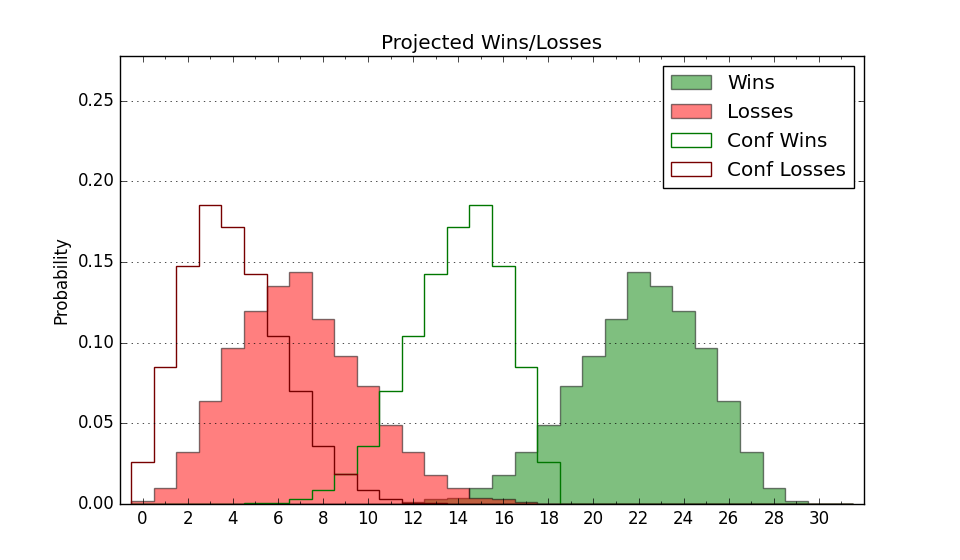 Projected Wins/Losses
Wins
Losses
Conf Wins
Conf Losses
Probability
0.25
0.20
0.15
0.10
0.05
0.00
0 2 4 6 8 10 12 14 16 18 20 22 24 26 28 30